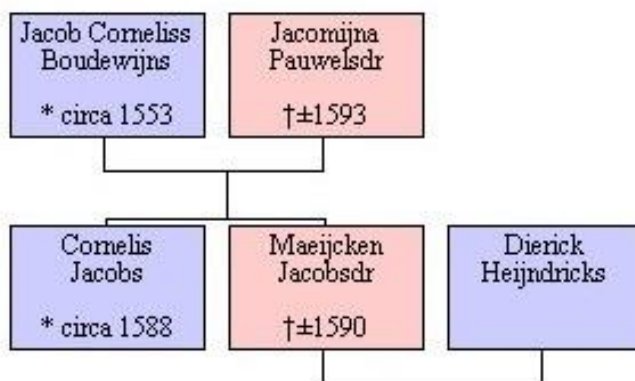 Jacob Corneliss
Boudewijns
* circa 1553
Jacomijna
Pauwelsdr
†±1593
Cornelis
Jacobs
* circa 1588
Maeijcken
Jacobsdr
†±1590
Dierick
Heijndricks